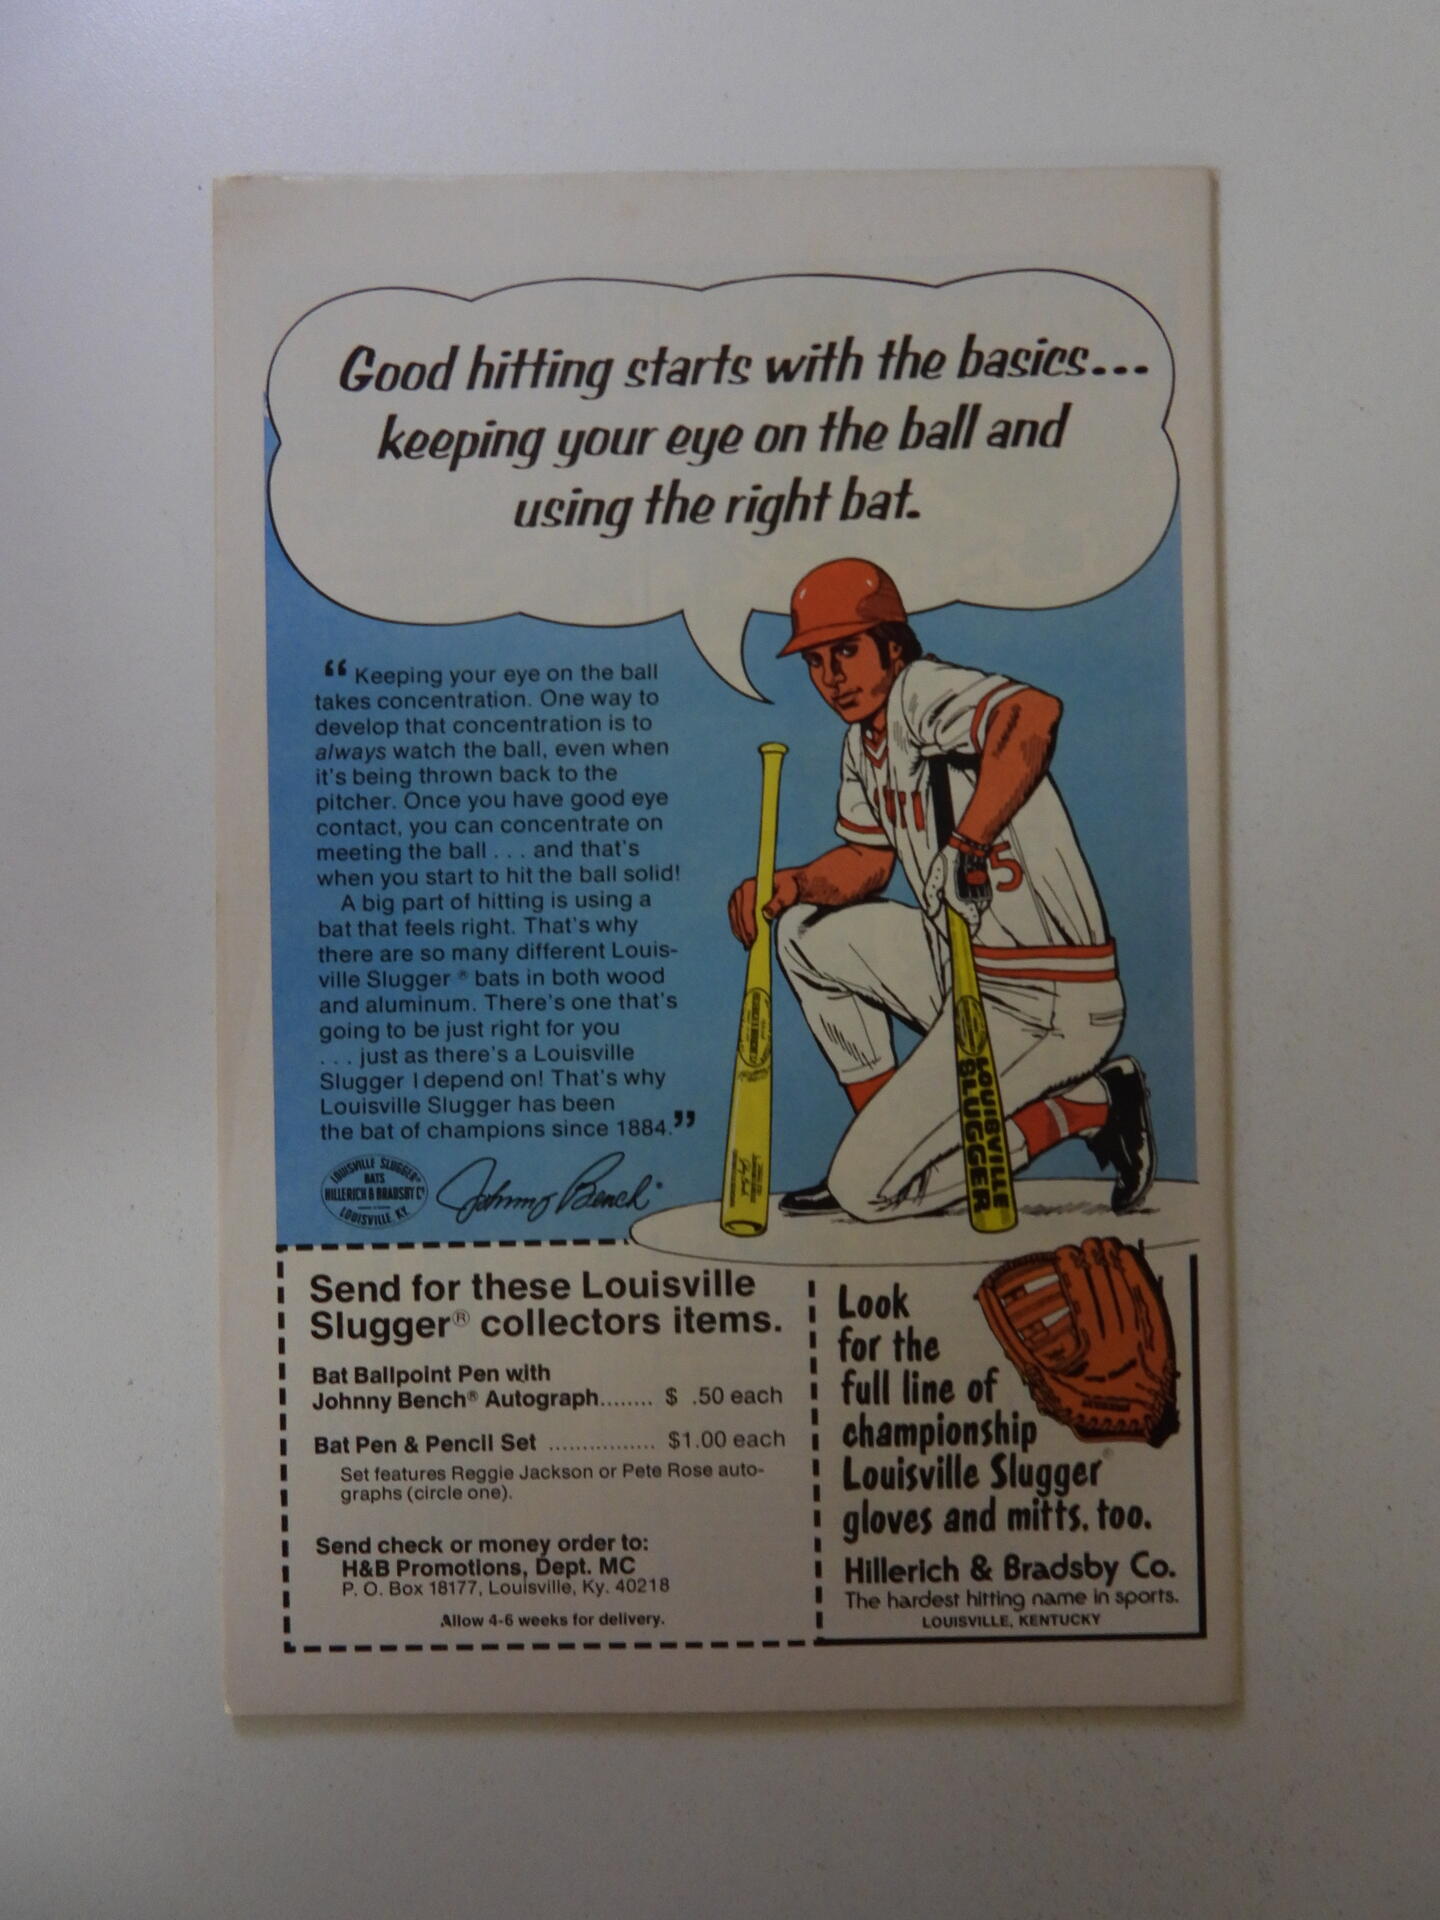 Good hitting starts with the basics...
keeping your eye on the ball and
using the right bat.
“ Keeping your eye on the ball
takes concentration. One way to
develop that concentration is to
always watch the ball, even when
it's being thrown back to the
pitcher. Once you have good eye
contact, you can concentrate on
meeting the ball . . . and that's
when you start to hit the ball solid!
A big part of hitting is using a
bat that feels right. That's why
there are so many different Louis-
ville Slugger ® bats in both wood
and aluminum. There's one that's
going to be just right for you
. . . just as there's a Louisville
Slugger I depend on! That's why
Louisville Slugger has been
the bat of champions since 1884.”
LOUISVILLE SLUGGER®
BATS
HILLERICH & BRADSBY Co
LOUISVILLE, KY.
Johnny Bench
5
LOUISVILLE
SLUGGER
Send for these Louisville
Slugger® collectors items.
Bat Ballpoint Pen with
Johnny Bench® Autograph........ $ .50 each
Bat Pen & Pencil Set ................ $1.00 each
Set features Reggie Jackson or Pete Rose auto-
graphs (circle one).
Send check or money order to:
H&B Promotions, Dept. MC
P. O. Box 18177, Louisville, Ky. 40218
Allow 4-6 weeks for delivery.
Look
for the
full line of
championship
Louisville Slugger®
gloves and mitts, too.
Hillerich & Bradsby Co.
The hardest hitting name in sports.
LOUISVILLE, KENTUCKY